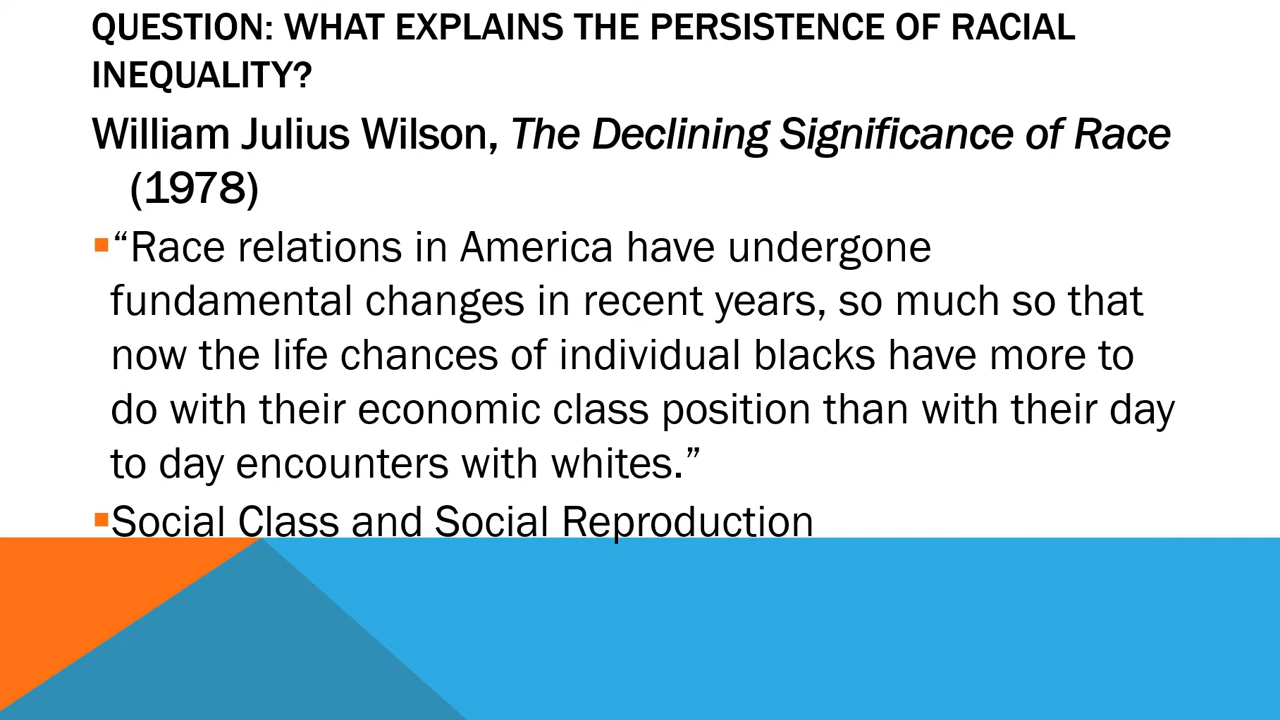 QUESTION: WHAT EXPLAINS THE PERSISTENCE OF RACIAL
INEQUALITY?
William Julius Wilson, The Declining Significance of Race
(1978)
▪“Race relations in America have undergone
fundamental changes in recent years, so much so that
now the life chances of individual blacks have more to
do with their economic class position than with their day
to day encounters with whites.”
▪Social Class and Social Reproduction